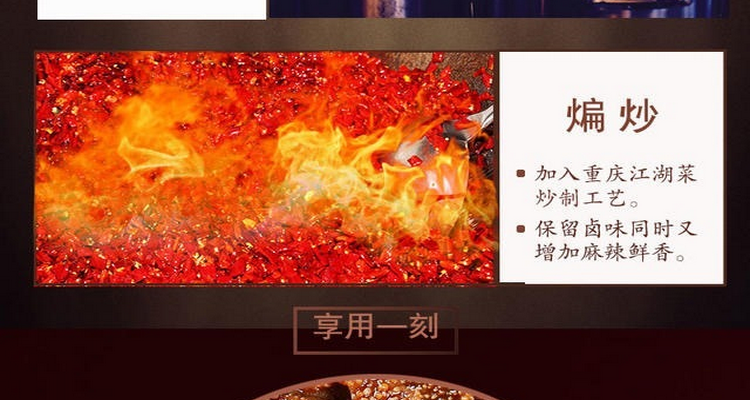 煸炒
加入重庆江湖菜
炒制工艺。
保留卤味同时又
增加麻辣鲜香。
享用一刻